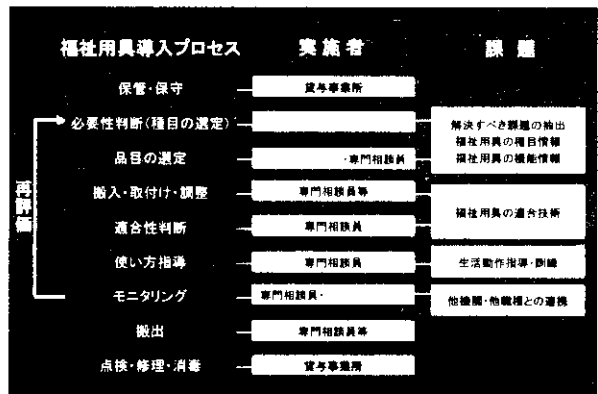 福祉用具導入プロセス 実施者 課題
保管・保守 貸与事業所
必要性判断(種目の選定)
解決すべき課題の抽出
福祉用具の種目情報
福祉用具の機能情報
品目の選定 ・専門相談員
搬入・取付け・調整 専門相談員等
福祉用具の適合技術
適合性判断 専門相談員
使い方指導 専門相談員 生活動作指導・訓練
モニタリング 専門相談員・ 他機関・他職種との連携
搬出 専門相談員等
点検・修理・消毒 貸与事業所
再評価